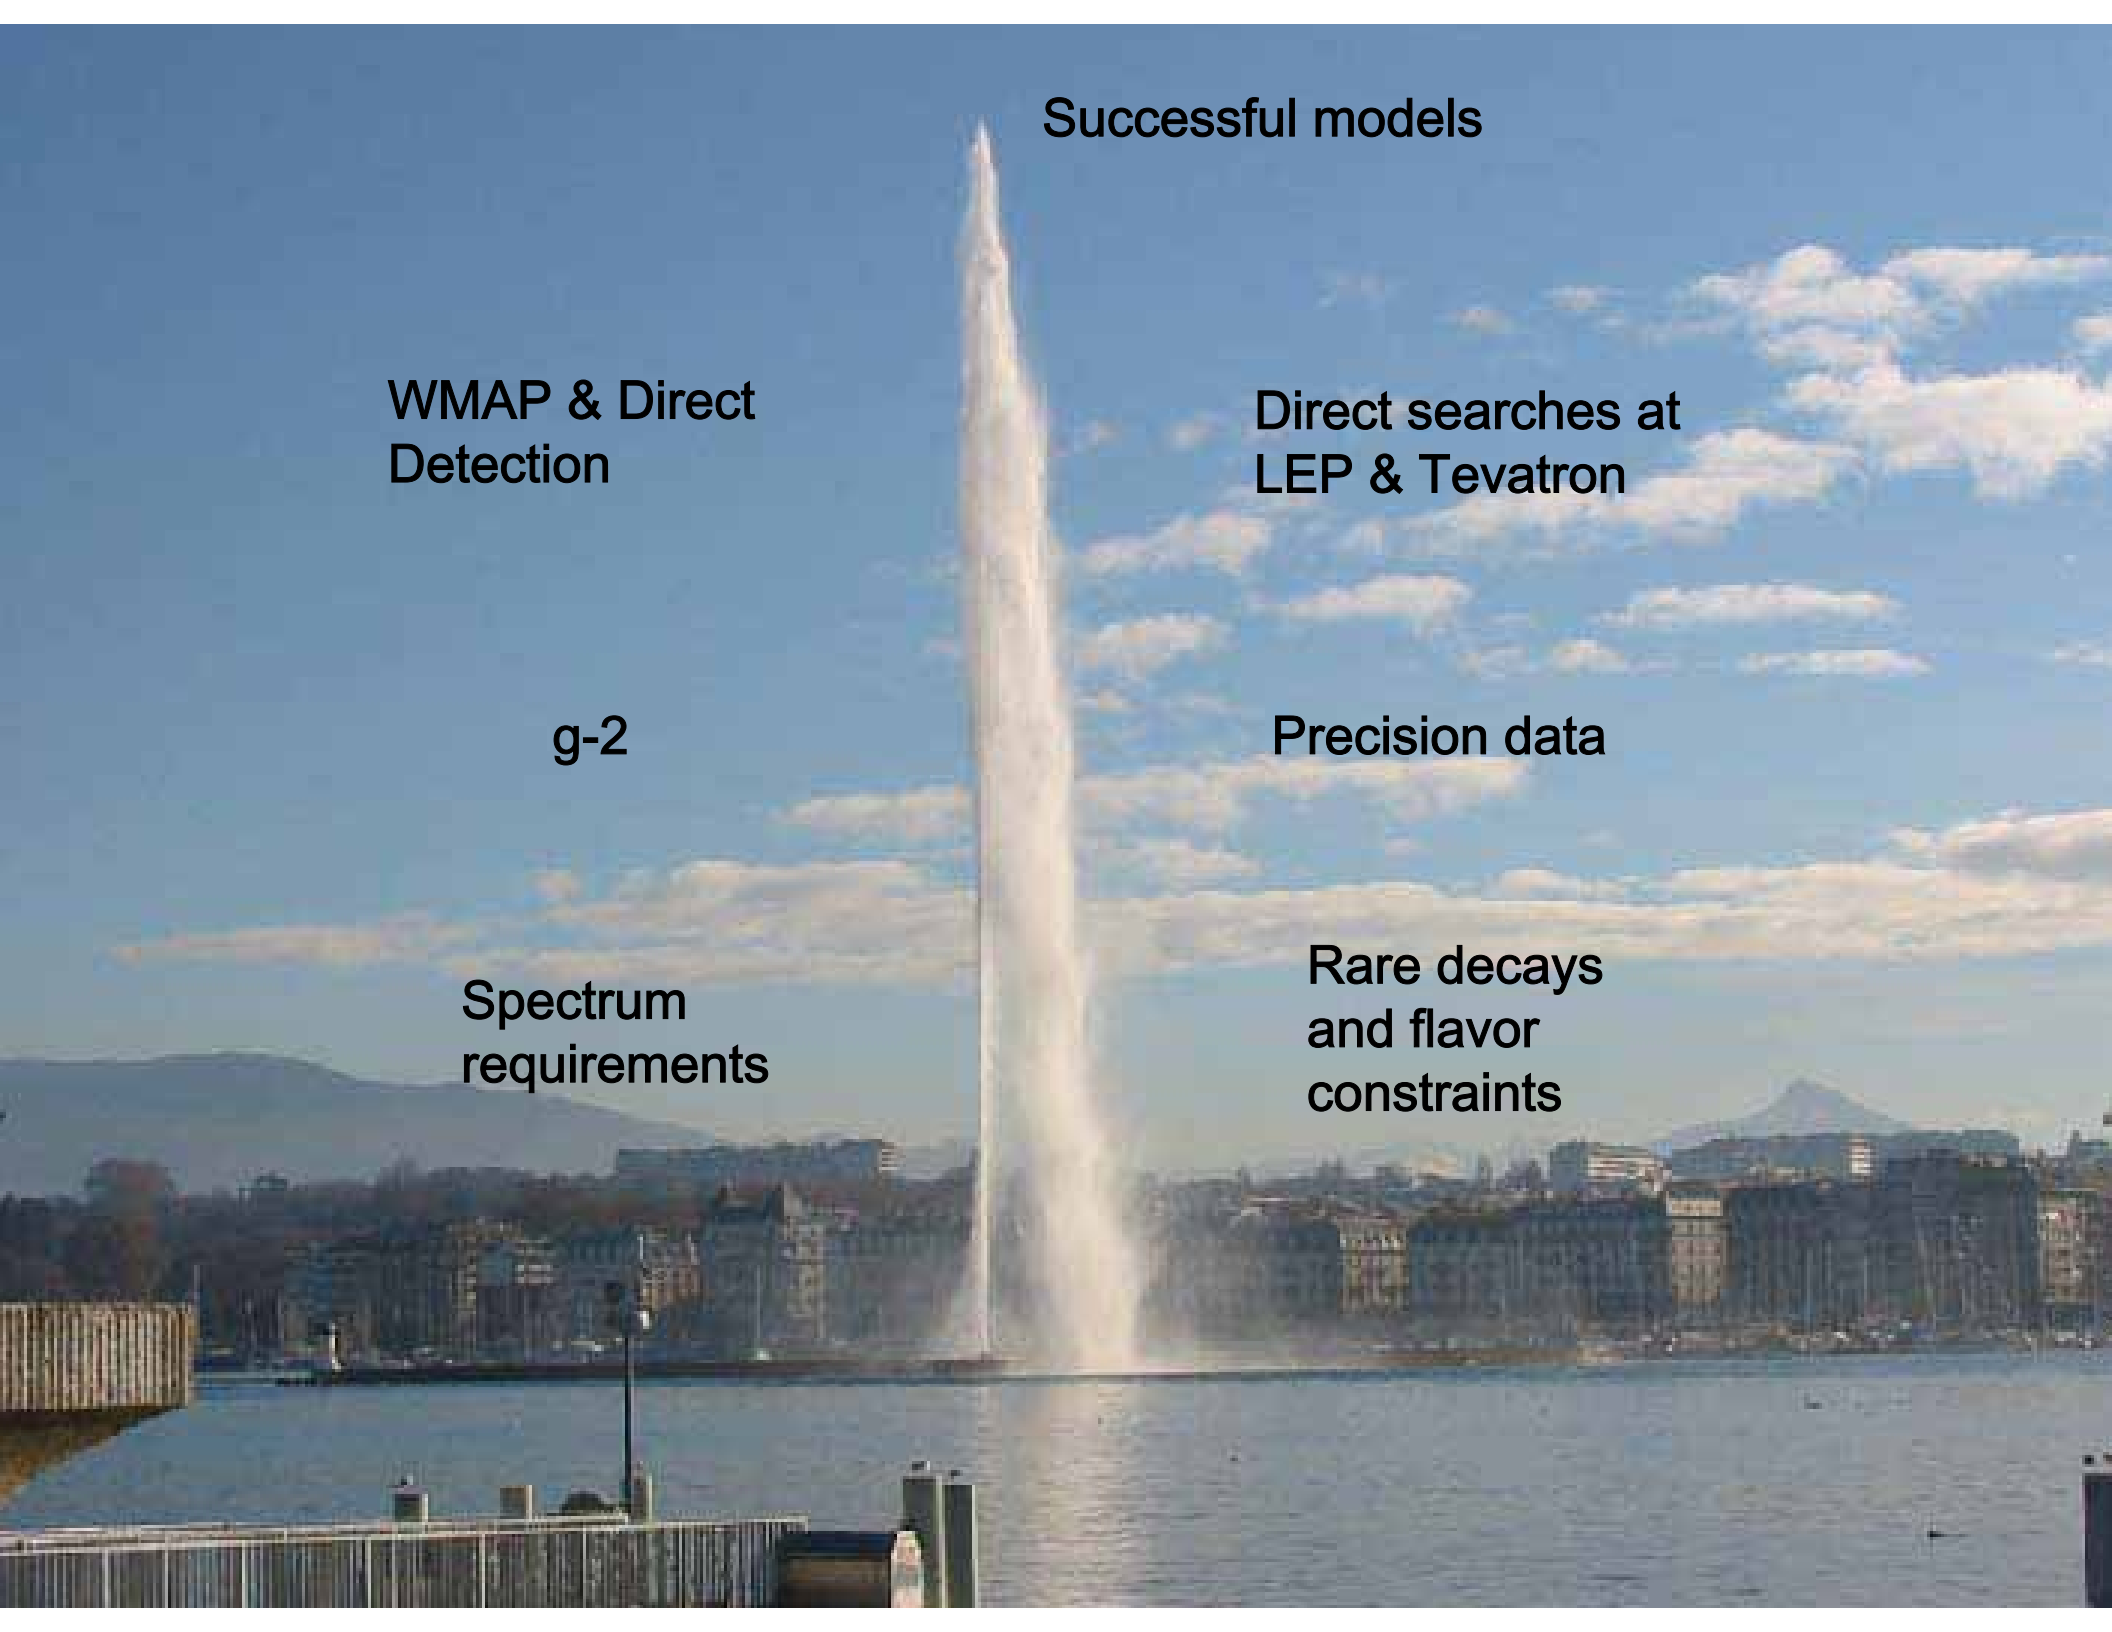 Successful models
WMAP & Direct
Detection
Direct searches at
LEP & Tevatron
g-2
Precision data
Spectrum
requirements
Rare decays
and flavor
constraints